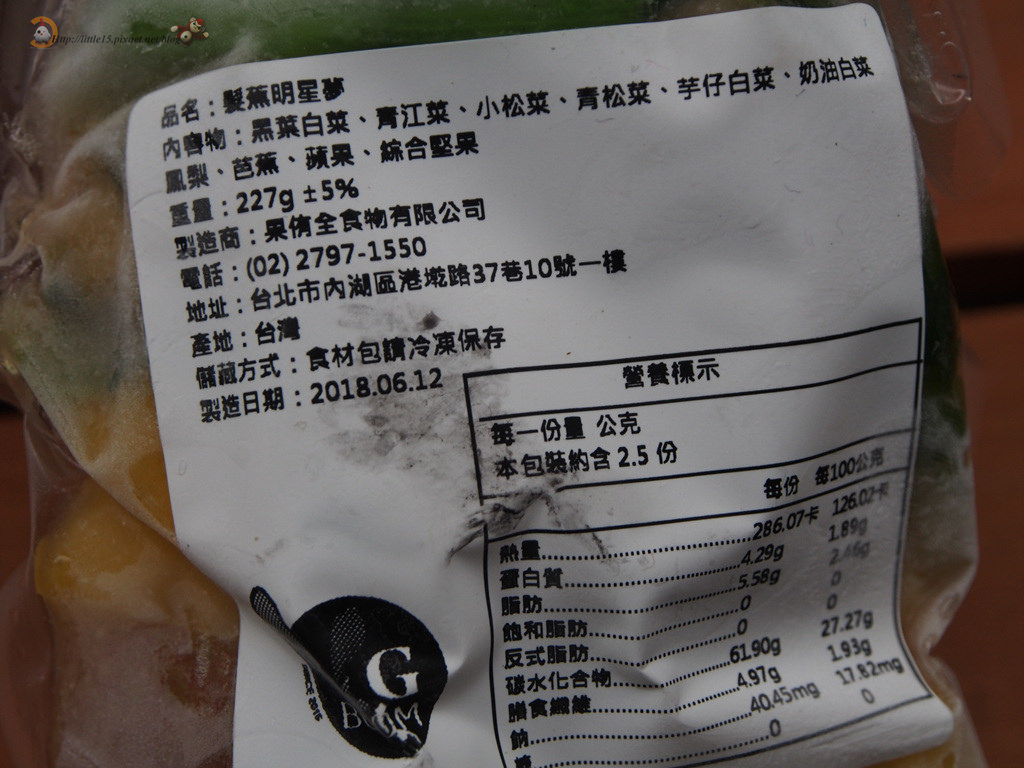 Http://little15.pixnet.net/blog
品名：髮蕉明星夢
內容物：黑葉白菜、青江菜、小松菜、青松菜、芋仔白菜、奶油白菜
鳳梨、芭蕉、蘋果、綜合堅果
重量：227g ±5%
製造商：果侑全食物有限公司
電話：(02) 2797-1550
地址：台北市內湖區港墘路37巷10號一樓
產地：台灣
儲藏方式：食材包請冷凍保存
製造日期：2018.06.12
營養標示
每一份量 公克
本包裝約含 2.5 份
每份 每100公克
熱量 286.07卡 126.02卡
蛋白質 4.29g 1.89g
脂肪 5.58g 2.46g
飽和脂肪 0 0
反式脂肪 0 0
碳水化合物 61.90g 27.27g
膳食纖維 4.97g 1.93g
鈉 40.45mg 17.82mg
糖 0 0
G
2015